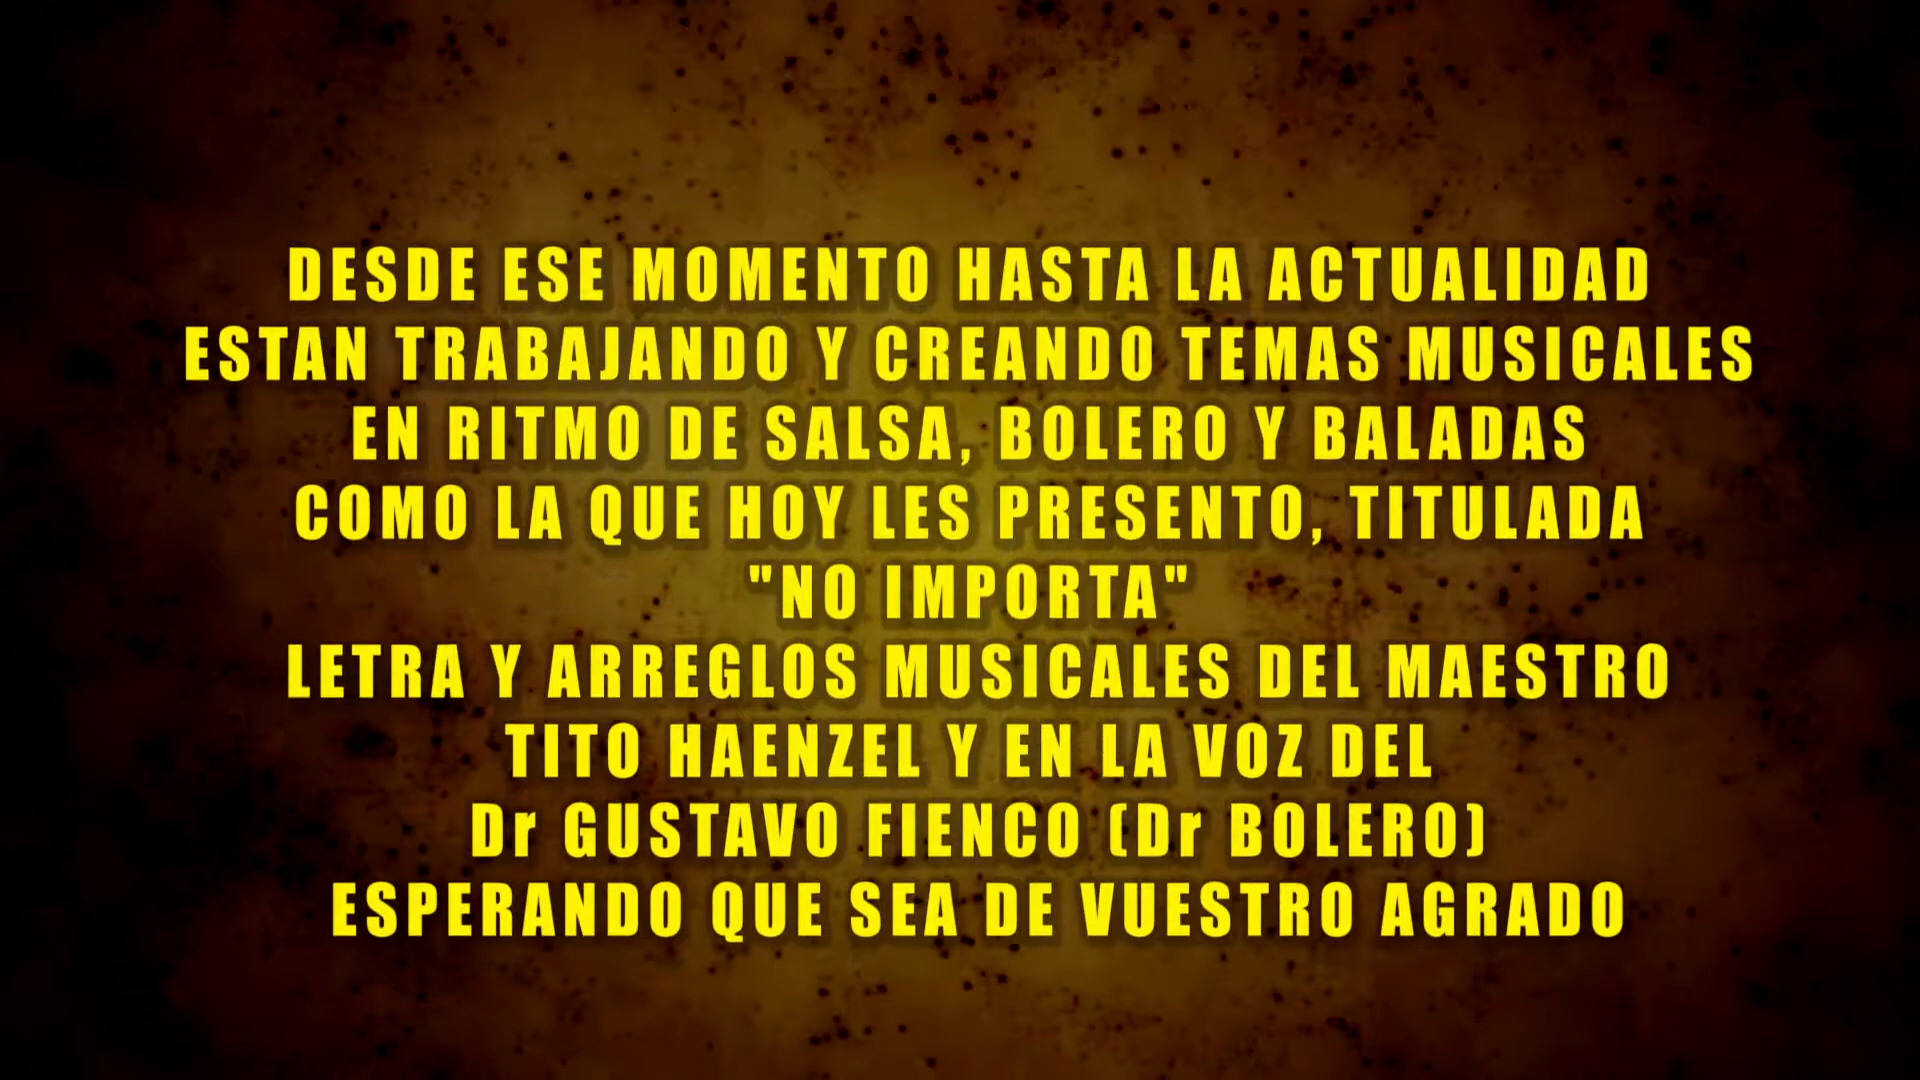 DESDE ESE MOMENTO HASTA LA ACTUALIDAD
ESTAN TRABAJANDO Y CREANDO TEMAS MUSICALES
EN RITMO DE SALSA, BOLERO Y BALADAS
COMO LA QUE HOY LES PRESENTO, TITULADA
"NO IMPORTA"
LETRA Y ARREGLOS MUSICALES DEL MAESTRO
TITO HAENZEL Y EN LA VOZ DEL
Dr GUSTAVO FIENCO (Dr BOLERO)
ESPERANDO QUE SEA DE VUESTRO AGRADO